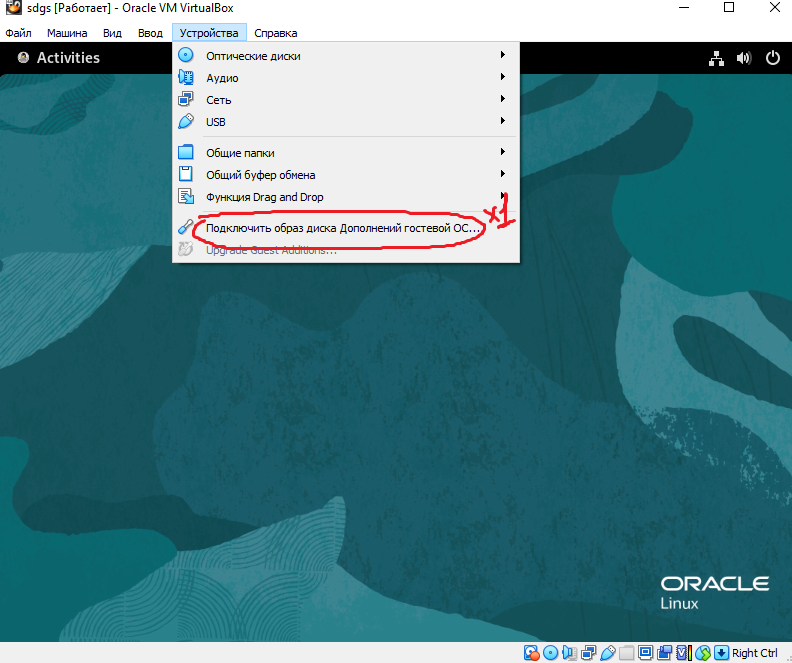 sdgs [Работает] - Oracle VM VirtualBox
Файл Машина Вид Ввод Устройства Справка
Activities
Оптические диски
Аудио
Сеть
USB
Общие папки
Общий буфер обмена
Функция Drag and Drop
x1
Подключить образ диска Дополнений гостевой ОС...
Upgrade Guest Additions...
ORACLE
Linux
Right Ctrl